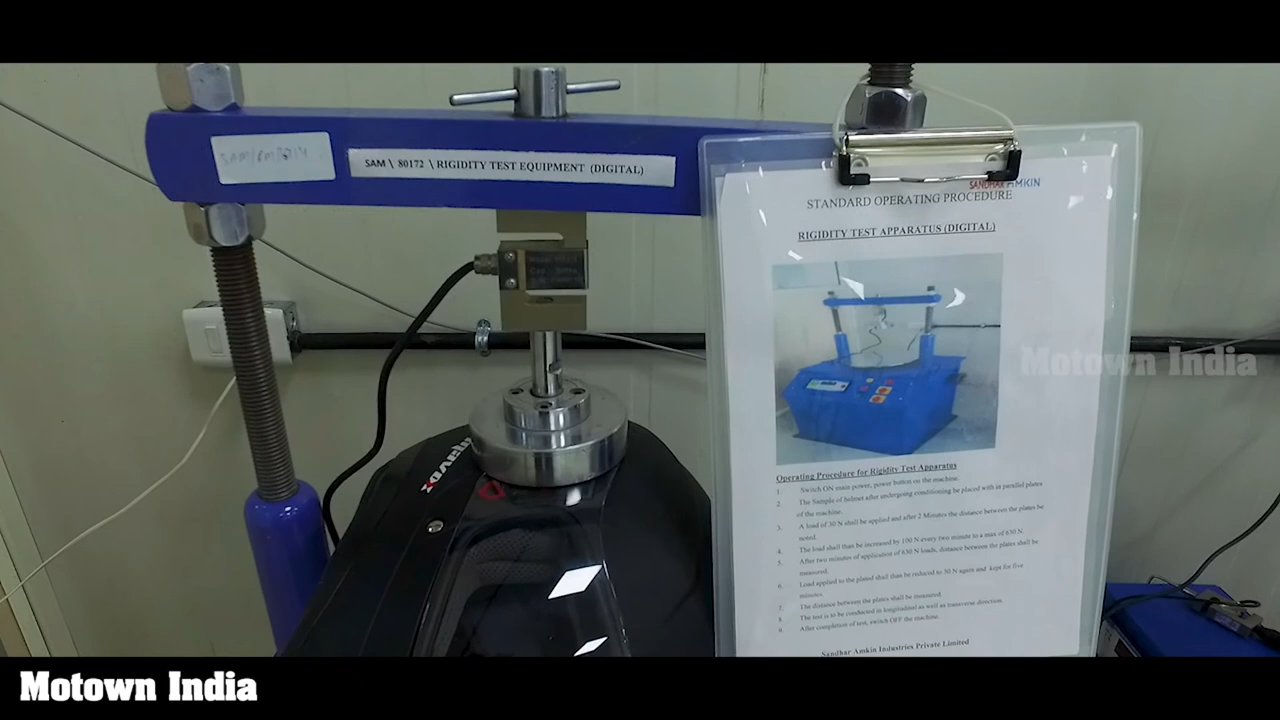 SAM \ 80172 \ RIGIDITY TEST EQUIPMENT (DIGITAL)
SANDHAR AMKIN
STANDARD OPERATING PROCEDURE
RIGIDITY TEST APPARATUS (DIGITAL)
Motown India
Operating Procedure for Rigidity Test Apparatus
1. Switch ON main power, power button on the machine.
2. The Sample of helmet after undergoing conditioning be placed with in parallel plates
of the machine.
3. A load of 30 N shall be applied and after 2 Minutes the distance between the plates be
noted.
4. The load shall than be increased by 100 N every two minute to a max of 630 N.
5. After two minutes of application of 630 N loads, distance between the plates shall be
measured.
6. Load applied to the plated shall than be reduced to 30 N again and kept for five
minutes.
7. The distance between the plates shall be measured.
8. The test is to be conducted in longitudinal as well as transverse direction.
9. After completion of test, switch OFF the machine.
Sandhar Amkin Industries Private Limited
Motown India